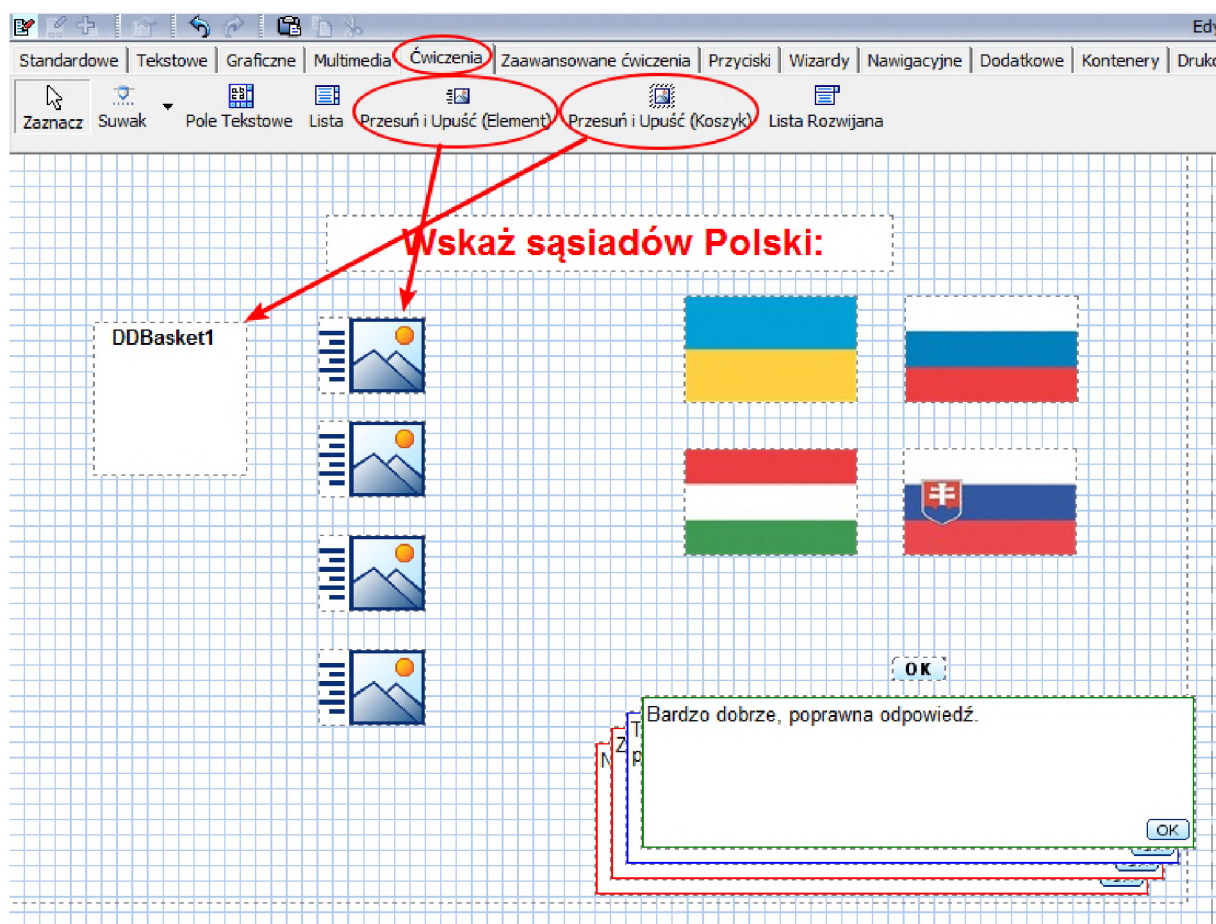 Edy
Standardowe Tekstowe Graficzne Multimedia Ćwiczenia Zaawansowane ćwiczenia Przyciski Wizardy Nawigacyjne Dodatkowe Kontenery Druko
Zaznacz Suwak Pole Tekstowe Lista Przesuń i Upuść (Element) Przesuń i Upuść (Koszyk) Lista Rozwijana
Wskaż sąsiadów Polski:
DDBasket1
OK
Bardzo dobrze, poprawna odpowiedź.
T
Z
p
N
OK